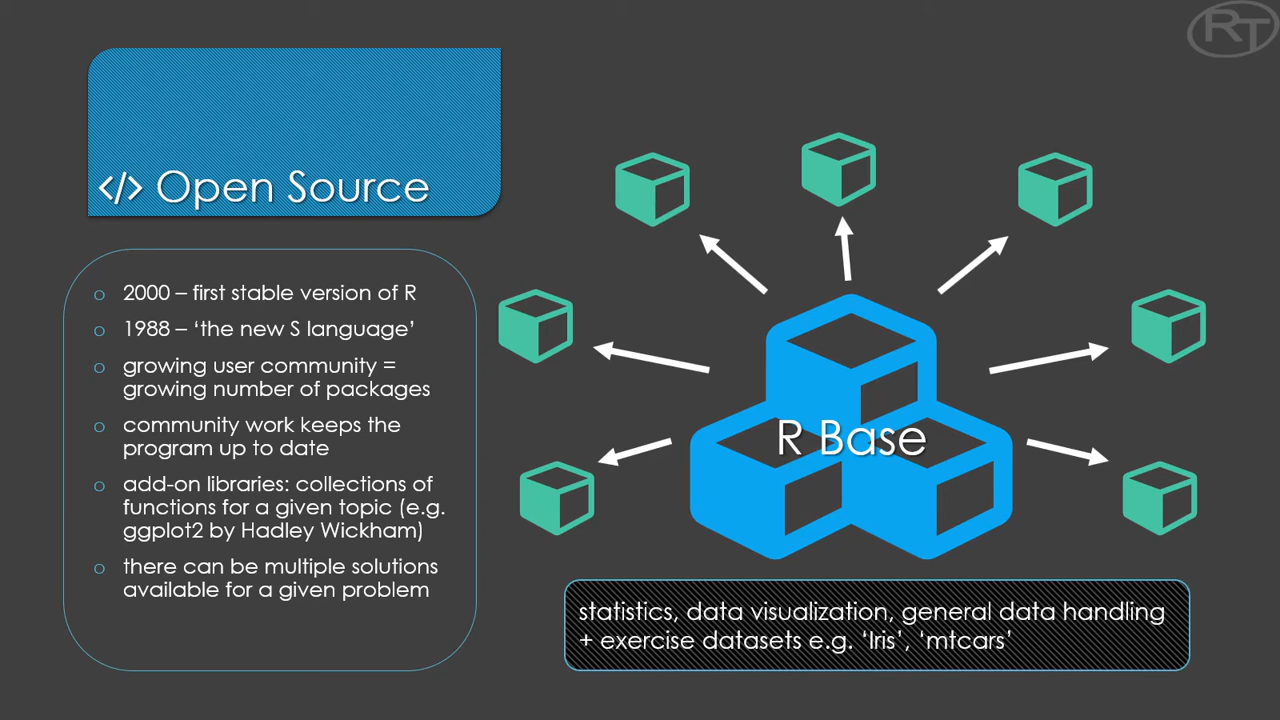 RT
</> Open Source
o 2000 – first stable version of R
o 1988 – ‘the new S language’
o growing user community =
growing number of packages
o community work keeps the
program up to date
o add-on libraries: collections of
functions for a given topic (e.g.
ggplot2 by Hadley Wickham)
o there can be multiple solutions
available for a given problem
R Base
statistics, data visualization, general data handling
+ exercise datasets e.g. ‘Iris’, ‘mtcars’